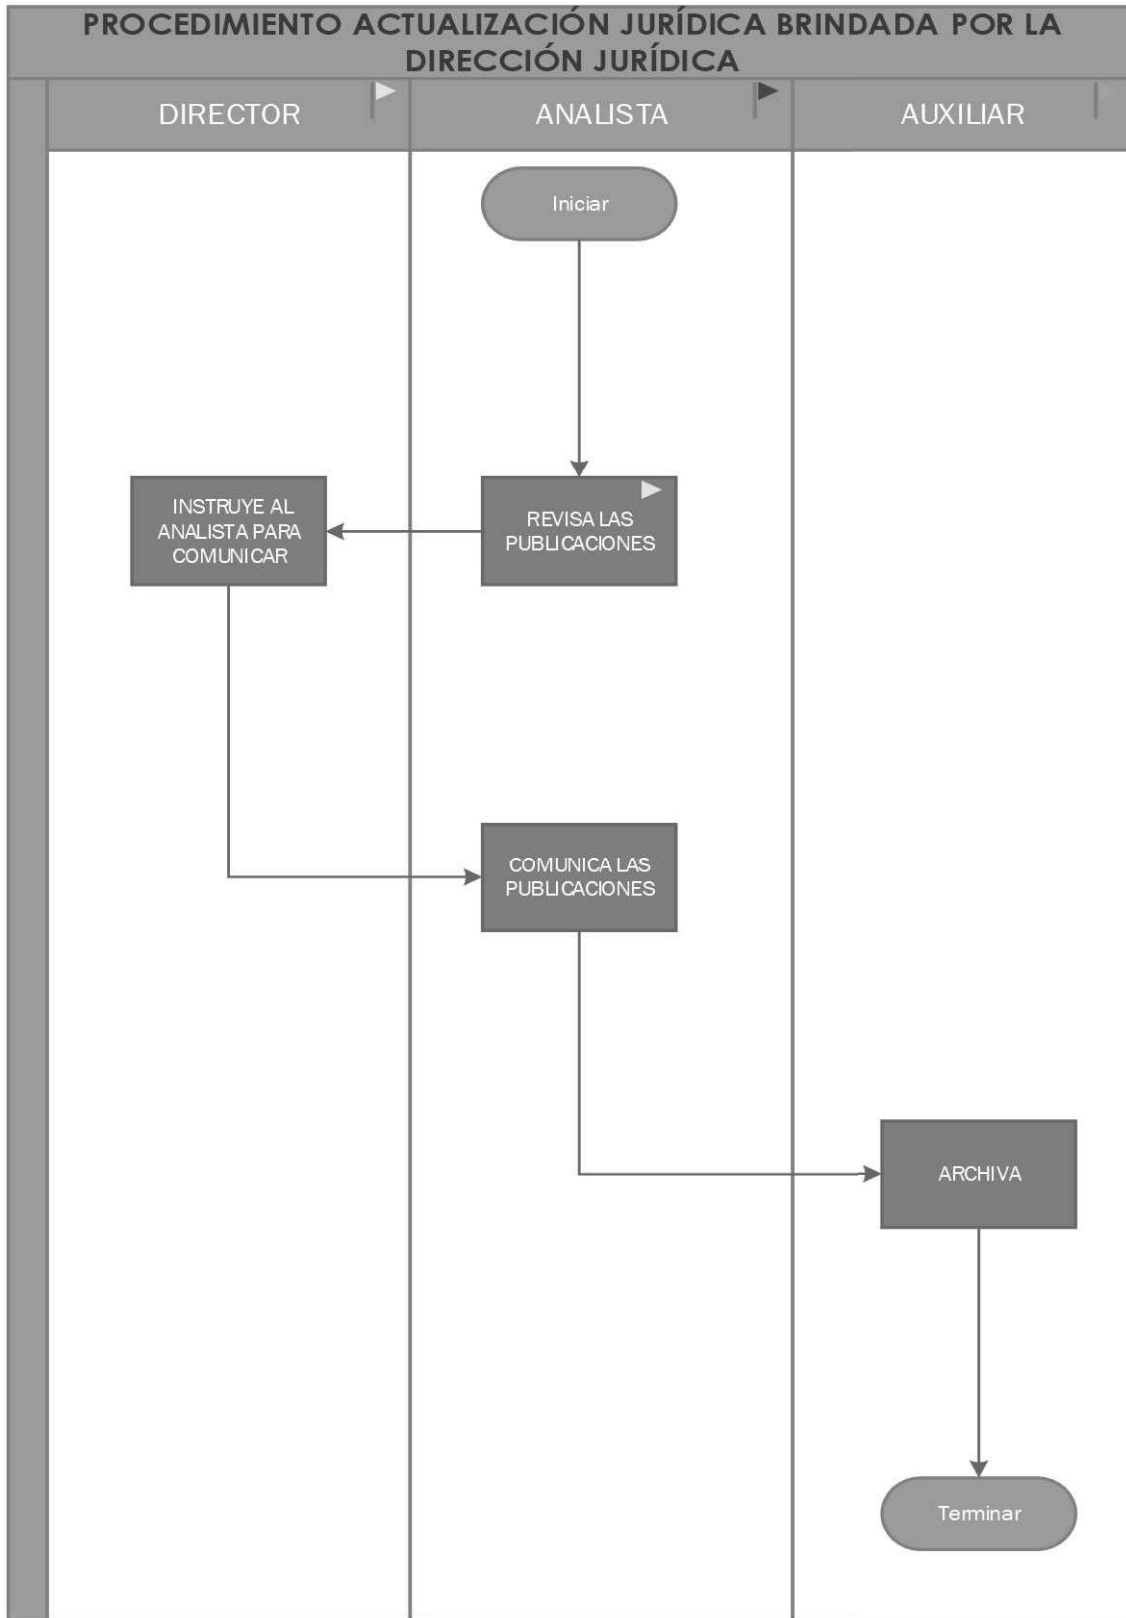 PROCEDIMIENTO ACTUALIZACIÓN JURÍDICA BRINDADA POR LA
DIRECCIÓN JURÍDICA
DIRECTOR
ANALISTA
AUXILIAR
Iniciar
INSTRUYE AL
ANALISTA PARA
COMUNICAR
REVISA LAS
PUBLICACIONES
COMUNICA LAS
PUBLICACIONES
ARCHIVA
Terminar